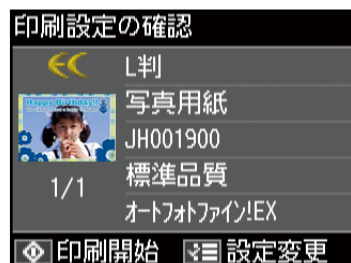 印刷設定の確認
L判
Happy Birthday!!
写真用紙
JH001900
1/1
標準品質
オートフォトファイン!EX
印刷開始 設定変更